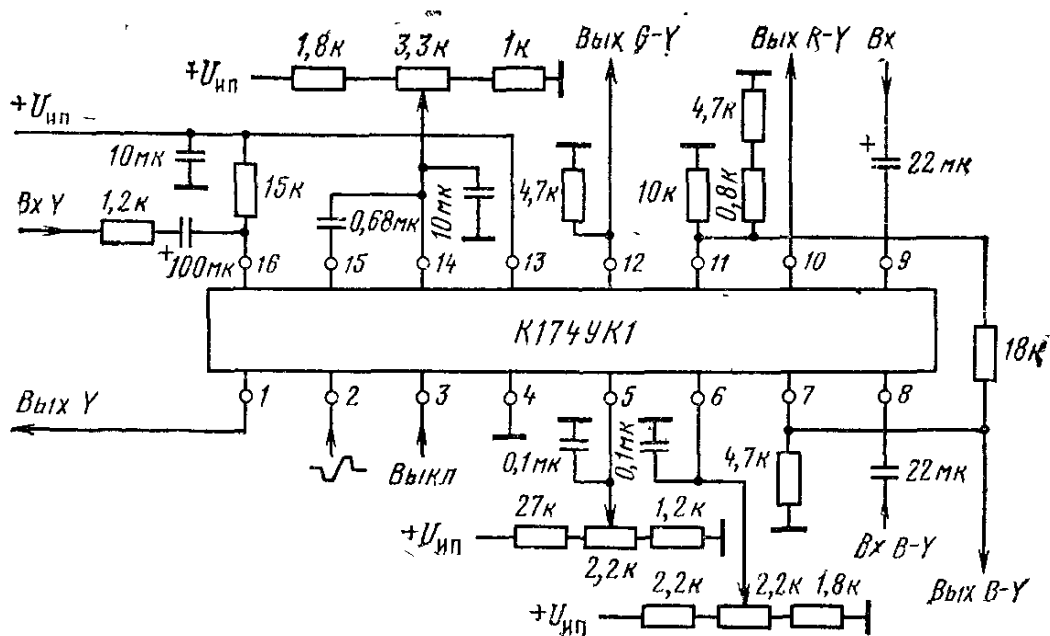 1,8к 3,3к 1к
+Uип
Вых G-Y
Вых R-Y
Вх
+Uип
10мк
15к
Вх Y
1,2к
+
100мк
0,68мк
10мк
4,7к
10к
4,7к
0,8к
+
22мк
16 15 14 13 12 11 10 9
К174УК1
18к
1 2 3 4 5 6 7 8
Вых Y
Выкл
0,1мк
0,1мк
4,7к
22мк
+Uип
27к
2,2к
1,2к
Вх B-Y
Вых B-Y
+Uип
2,2к 2,2к 1,8к